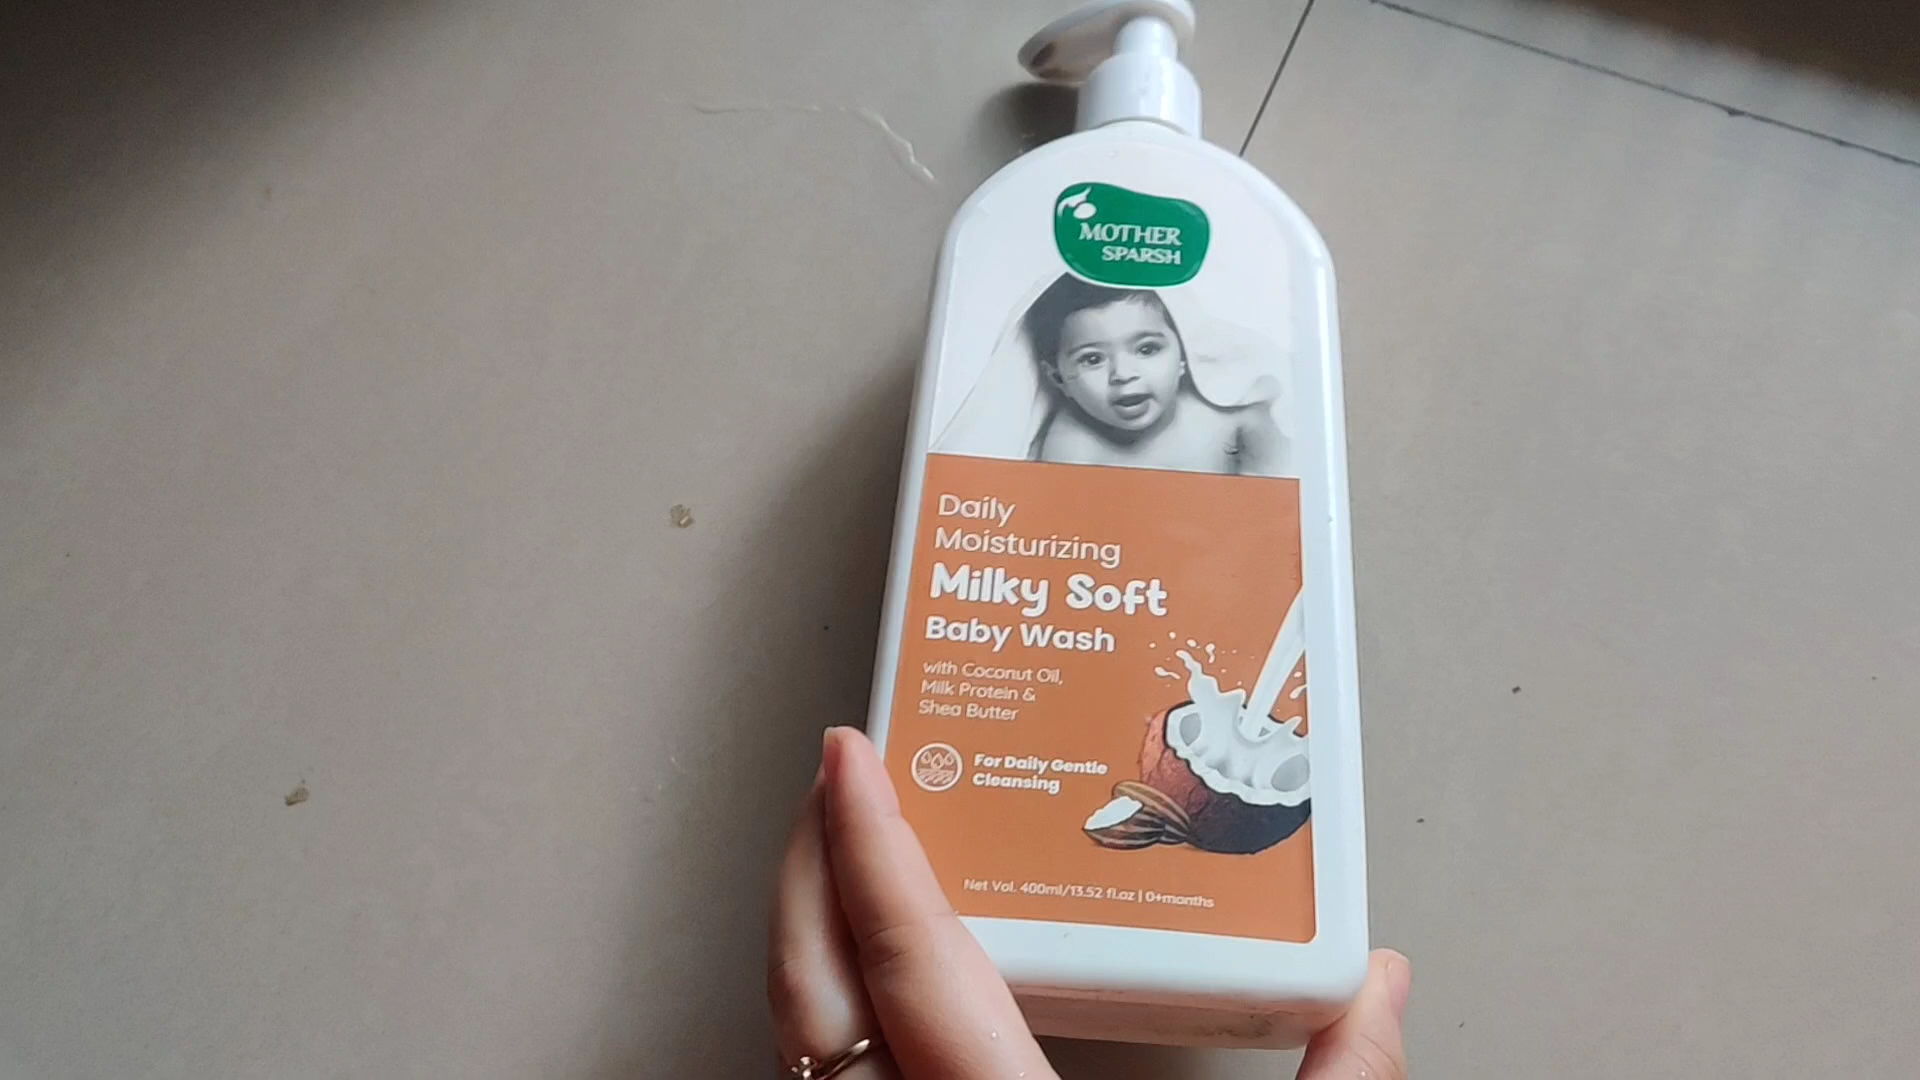 MOTHER
SPARSH
Daily
Moisturizing
Milky Soft
Baby Wash
with Coconut Oil,
Milk Protein &
Shea Butter
For Daily Gentle
Cleansing
Net Vol. 400ml/13.52 fl.oz | 0+months